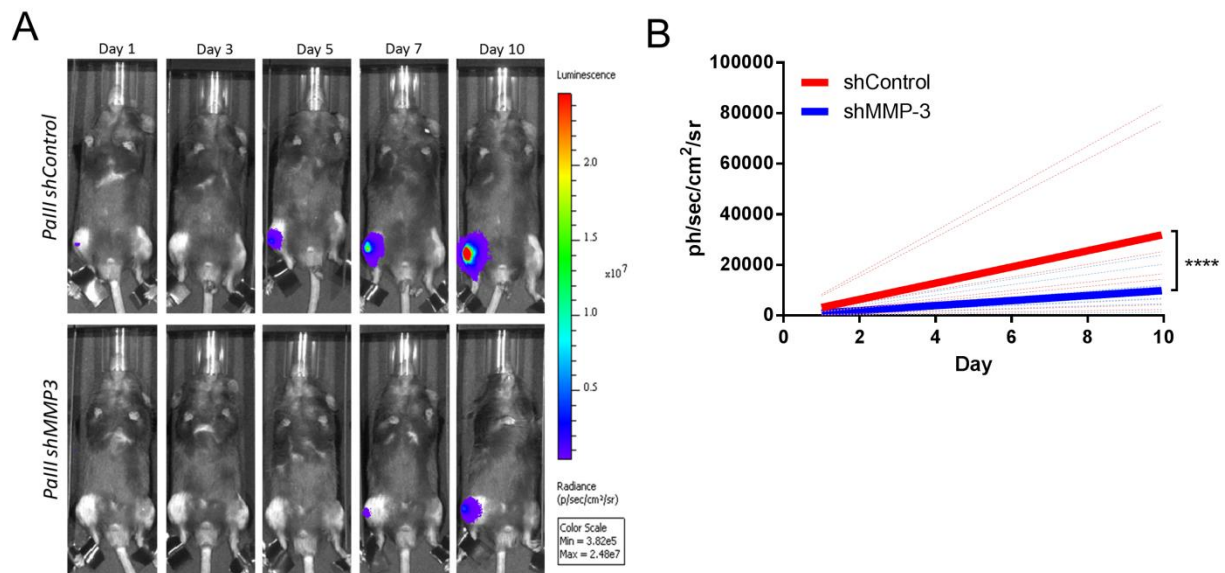 A
Day 1
Day 3
Day 5
Day 7
Day 10
PaIII shControl
PaIII shMMP3
Luminescence
2.0
1.5
x10⁷
1.0
0.5
Radiance
(p/sec/cm²/sr)
Color Scale
Min = 3.82e5
Max = 2.48e7
B
shControl
shMMP-3
ph/sec/cm²/sr
100000
80000
60000
40000
20000
0
0
2
4
6
8
10
Day
****